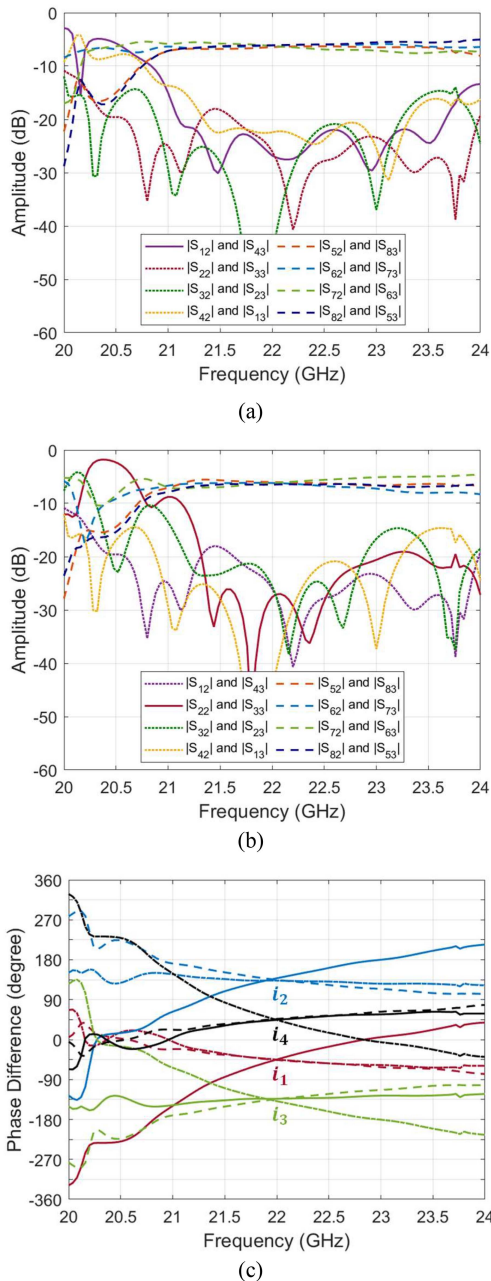 0
-10
-20
-30
-40
-50
-60
Amplitude (dB)
|S12| and |S43|
|S22| and |S33|
|S32| and |S23|
|S42| and |S13|
|S52| and |S83|
|S62| and |S73|
|S72| and |S63|
|S82| and |S53|
20 20.5 21 21.5 22 22.5 23 23.5 24
Frequency (GHz)
(a)
0
-10
-20
-30
-40
-50
-60
Amplitude (dB)
|S12| and |S43|
|S22| and |S33|
|S32| and |S23|
|S42| and |S13|
|S52| and |S83|
|S62| and |S73|
|S72| and |S63|
|S82| and |S53|
20 20.5 21 21.5 22 22.5 23 23.5 24
Frequency (GHz)
(b)
360
270
180
90
0
-90
-180
-270
-360
Phase Difference (degree)
i2
i4
i1
i3
20 20.5 21 21.5 22 22.5 23 23.5 24
Frequency (GHz)
(c)